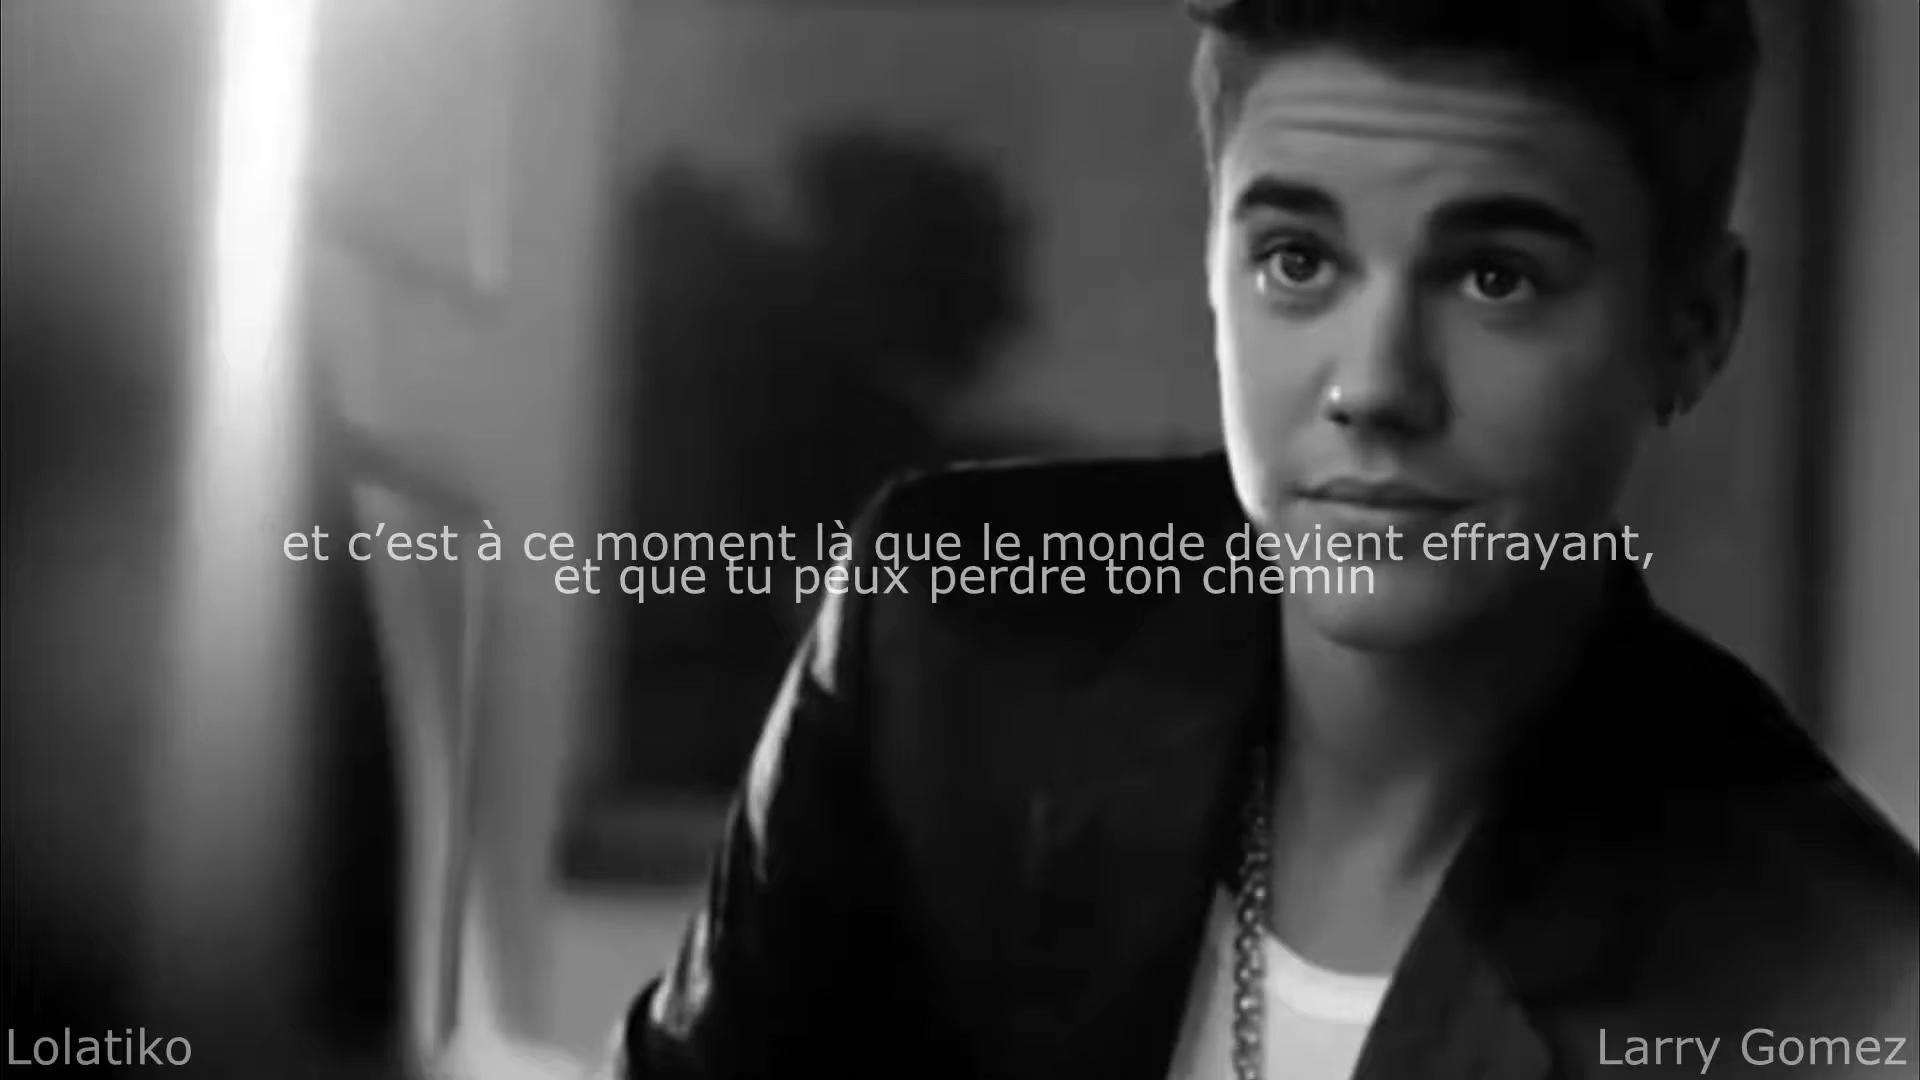 et c’est à ce moment là que le monde devient effrayant,
et que tu peux perdre ton chemin
Lolatiko
Larry Gomez